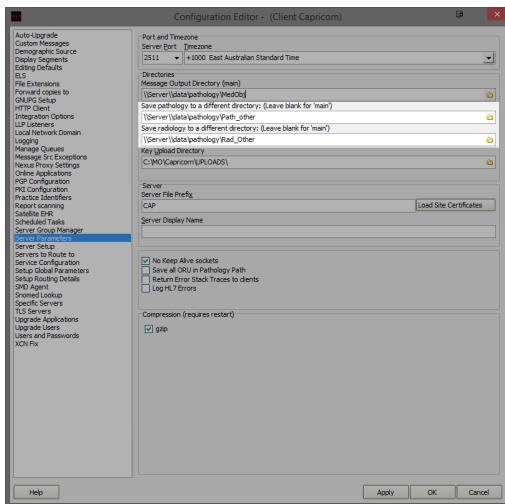 Configuration Editor - (Client Capricorn)
Auto-Upgrade
Custom Messages
Demographic Source
Display Segments
Editing Defaults
ELS
File Extensions
Forward copies to
GNUPG Setup
HTTP Client
Integration Options
LLP Listeners
Local Network Domain
Logging
Manage Queues
Message Src Exceptions
Nexus Proxy Settings
Online Applications
PGP Configuration
PKI Configuration
Practice Identifiers
Report scanning
Satellite EHR
Scheduled Tasks
Server Group Manager
Server Parameters
Server Setup
Servers to Route to
Service Configuration
Setup Global Parameters
Setup Routing Details
SMD Agent
Snomed Lookup
Specific Servers
TLS Servers
Upgrade Applications
Upgrade Users
Users and Passwords
XCN Fix
Port and Timezone
Server Port Timezone
2511 +1000 East Australian Standard Time
Directories
Message Output Directory (main)
\\Server\\data\pathology\MedObj
Save pathology to a different directory: (Leave blank for 'main')
\\Server\\data\pathology\Path_other
Save radiology to a different directory: (Leave blank for 'main')
\\Server\\data\pathology\Rad_Other
Key Upload Directory
C:\MO\Capricorn\UPLOADS\
Server
Server File Prefix
CAP Load Site Certificates
Server Display Name
No Keep Alive sockets
Save all ORU in Pathology Path
Return Error Stack Traces to clients
Log HL7 Errors
Compression (requires restart)
gzip
Help Apply OK Cancel